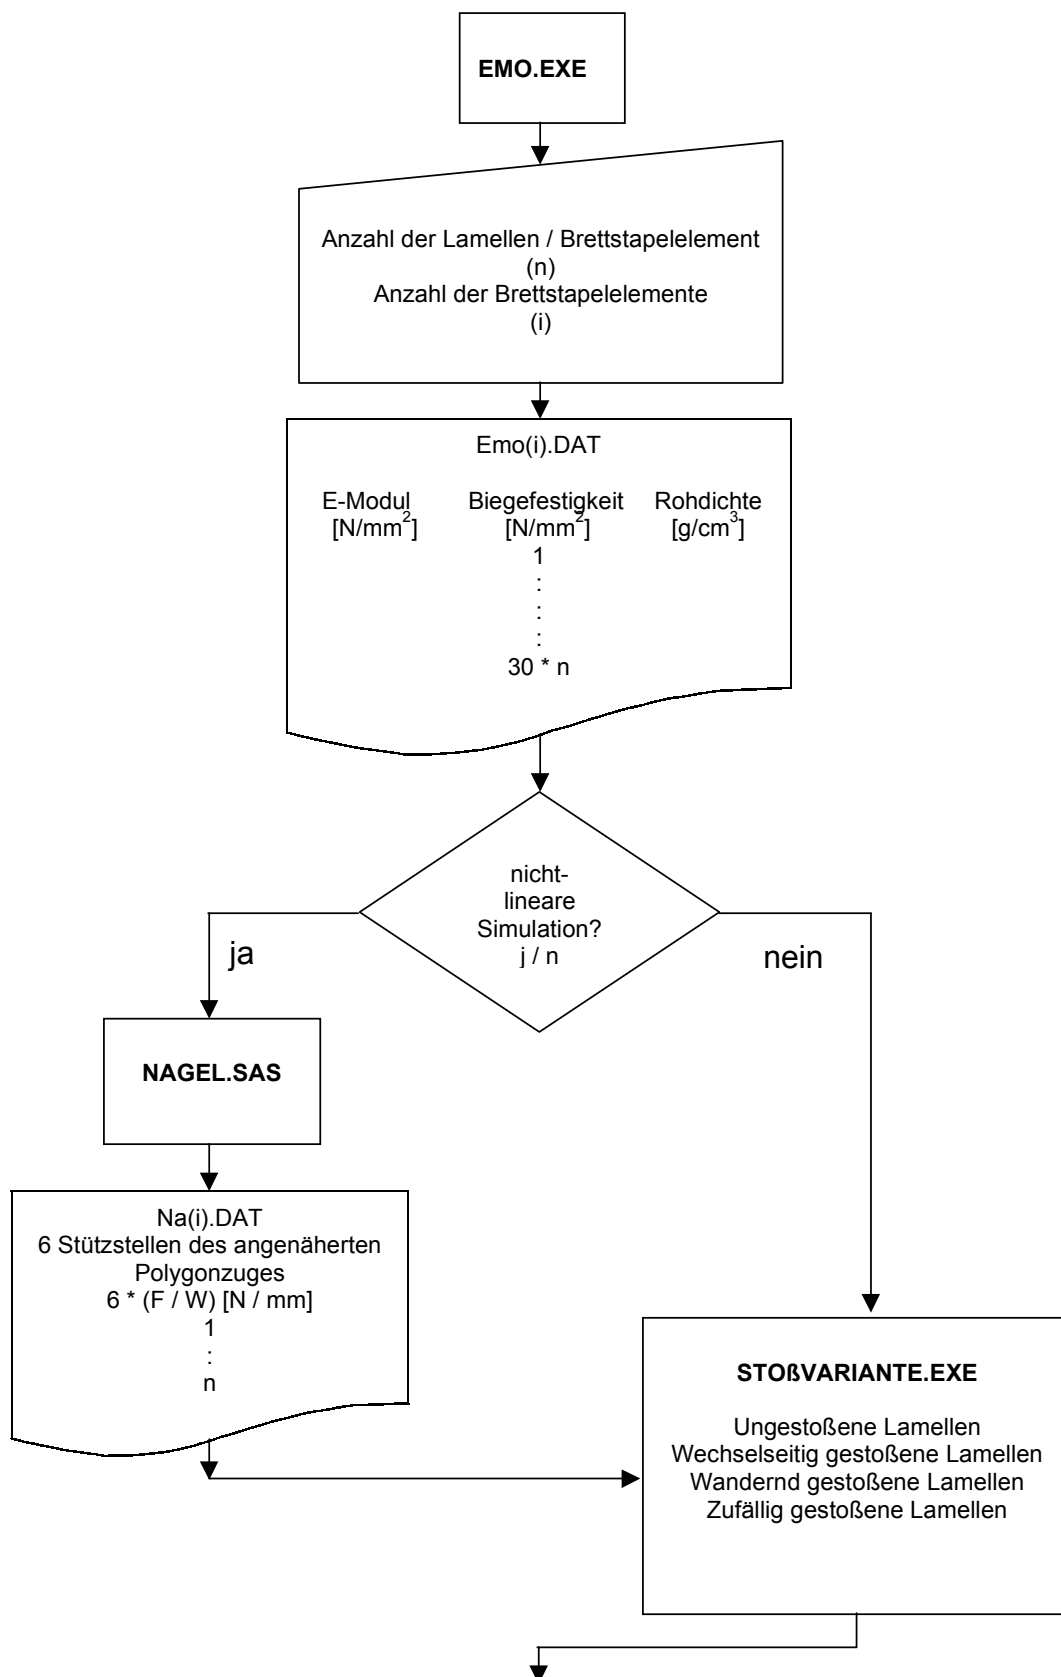 EMO.EXE
Anzahl der Lamellen / Brettstapelelement
(n)
Anzahl der Brettstapelelemente
(i)
Emo(i).DAT
E-Modul Biegefestigkeit Rohdichte
[N/mm²] [N/mm²] [g/cm³]
1
:
:
:
30 * n
nicht-
lineare
Simulation?
j / n
ja nein
NAGEL.SAS
Na(i).DAT
6 Stützstellen des angenäherten
Polygonzuges
6 * (F / W) [N / mm]
1
:
n
STOßVARIANTE.EXE
Ungestoßene Lamellen
Wechselseitig gestoßene Lamellen
Wandernd gestoßene Lamellen
Zufällig gestoßene Lamellen